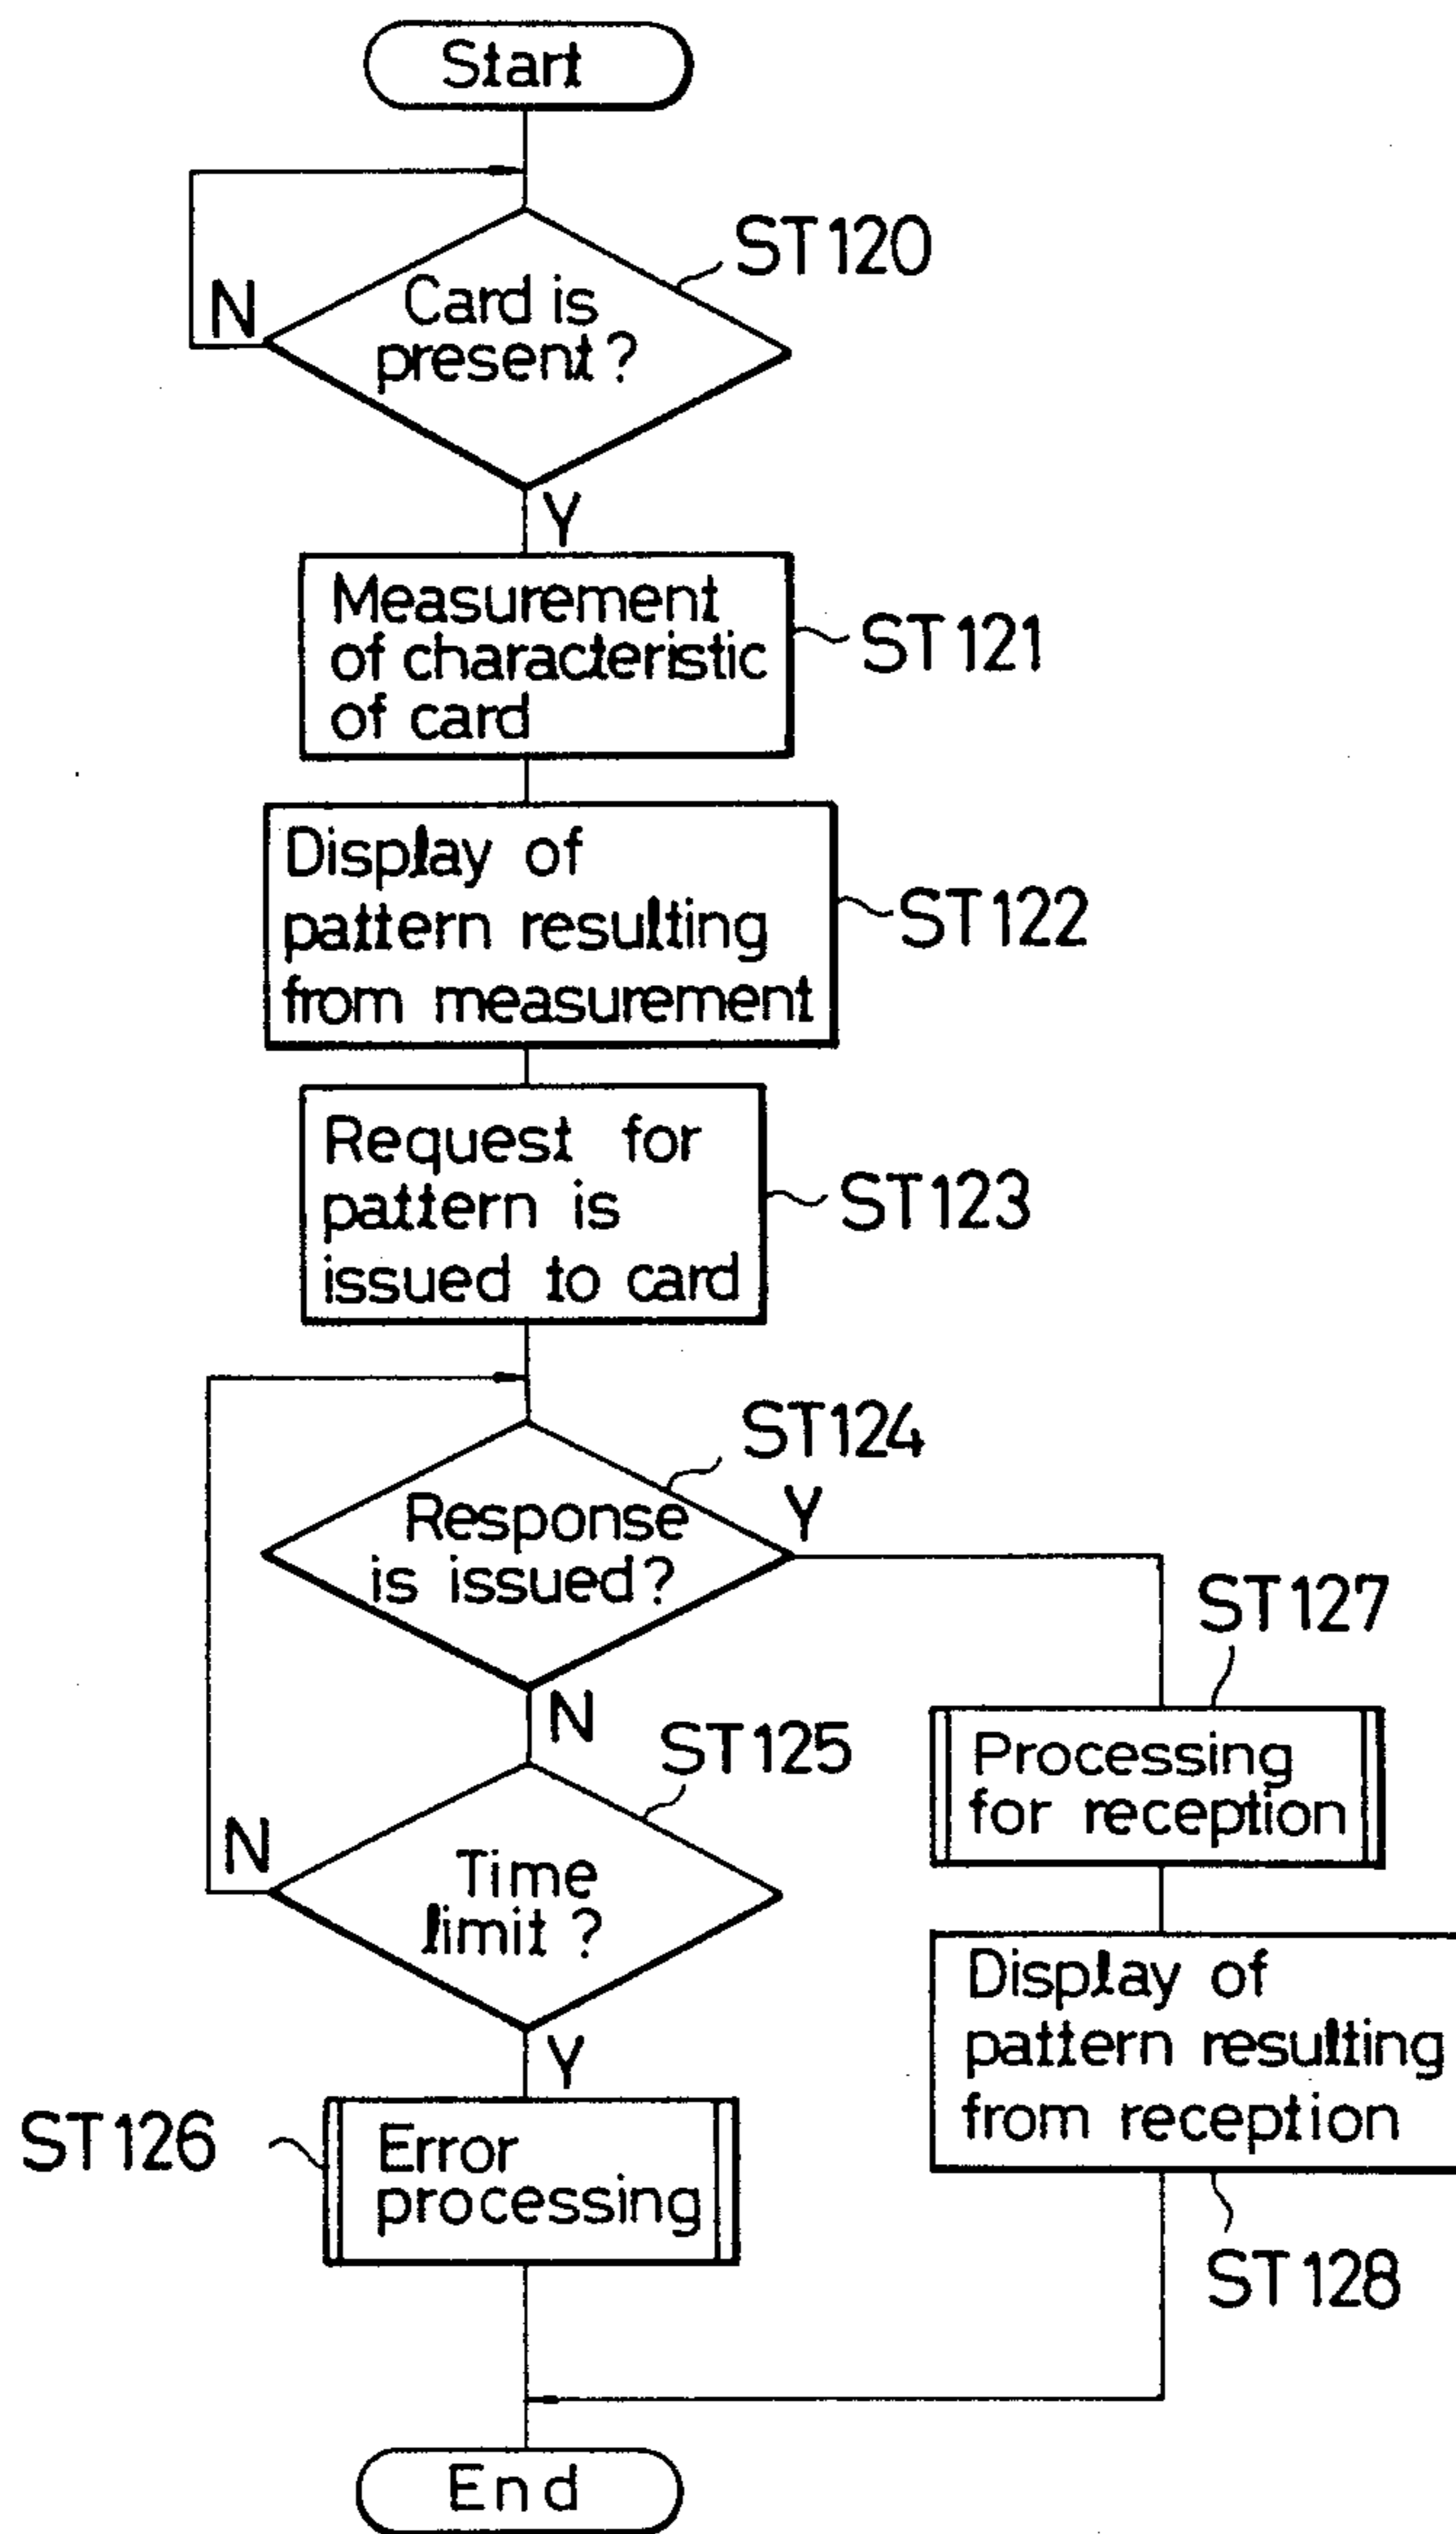 Start
ST120
N
Card is
present?
Y
Measurement
of characteristic
of card
ST121
Display of
pattern resulting
from measurement
ST122
Request for
pattern is
issued to card
ST123
ST124
Response
is issued?
Y
N
ST127
Processing
for reception
ST125
N
Time
limit?
Y
Display of
pattern resulting
from reception
ST126
Error
processing
ST128
End